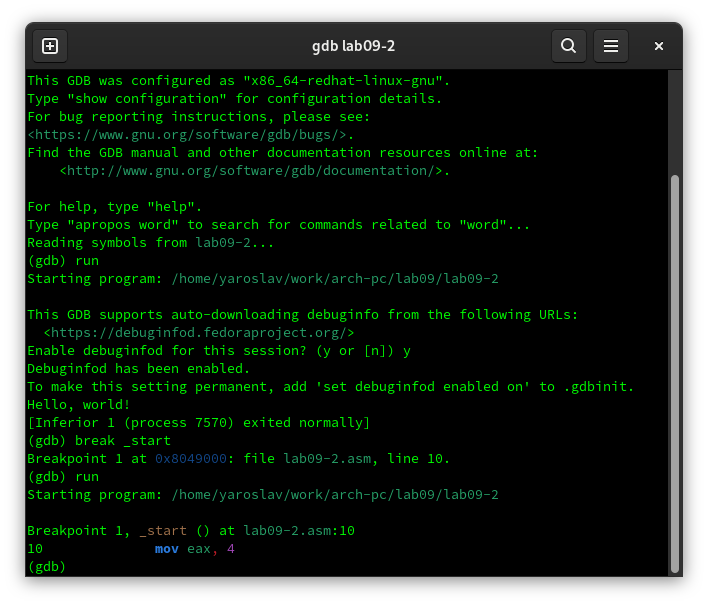 gdb lab09-2
This GDB was configured as "x86_64-redhat-linux-gnu".
Type "show configuration" for configuration details.
For bug reporting instructions, please see:
<https://www.gnu.org/software/gdb/bugs/>.
Find the GDB manual and other documentation resources online at:
    <http://www.gnu.org/software/gdb/documentation/>.

For help, type "help".
Type "apropos word" to search for commands related to "word"...
Reading symbols from lab09-2...
(gdb) run
Starting program: /home/yaroslav/work/arch-pc/lab09/lab09-2

This GDB supports auto-downloading debuginfo from the following URLs:
  <https://debuginfod.fedoraproject.org/>
Enable debuginfod for this session? (y or [n]) y
Debuginfod has been enabled.
To make this setting permanent, add 'set debuginfod enabled on' to .gdbinit.
Hello, world!
[Inferior 1 (process 7570) exited normally]
(gdb) break _start
Breakpoint 1 at 0x8049000: file lab09-2.asm, line 10.
(gdb) run
Starting program: /home/yaroslav/work/arch-pc/lab09/lab09-2

Breakpoint 1, _start () at lab09-2.asm:10
10              mov eax, 4
(gdb)